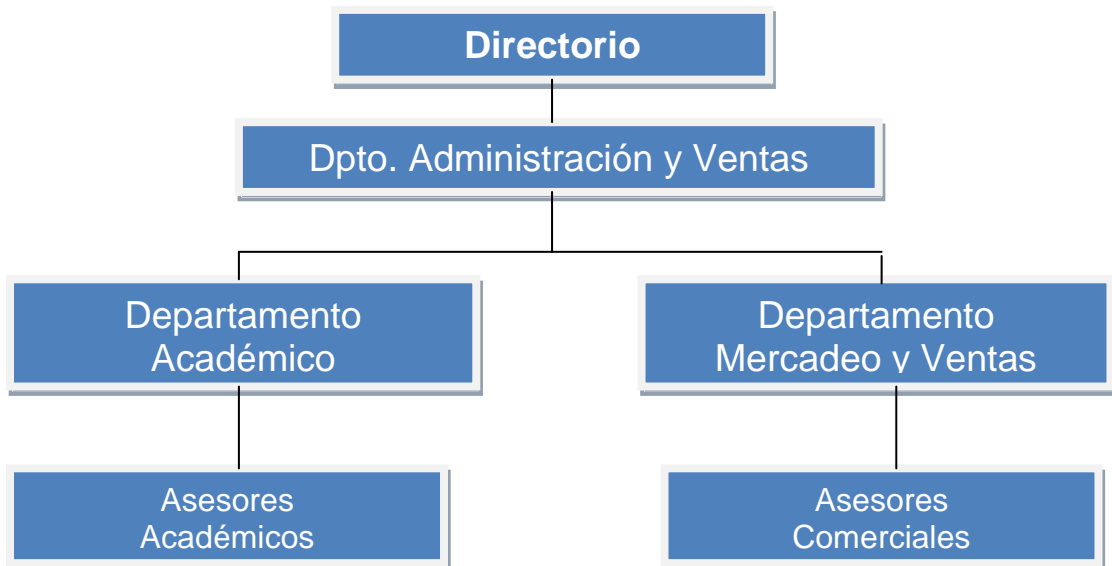 Directorio
Dpto. Administración y Ventas
Departamento
Académico
Departamento
Mercadeo y Ventas
Asesores
Académicos
Asesores
Comerciales